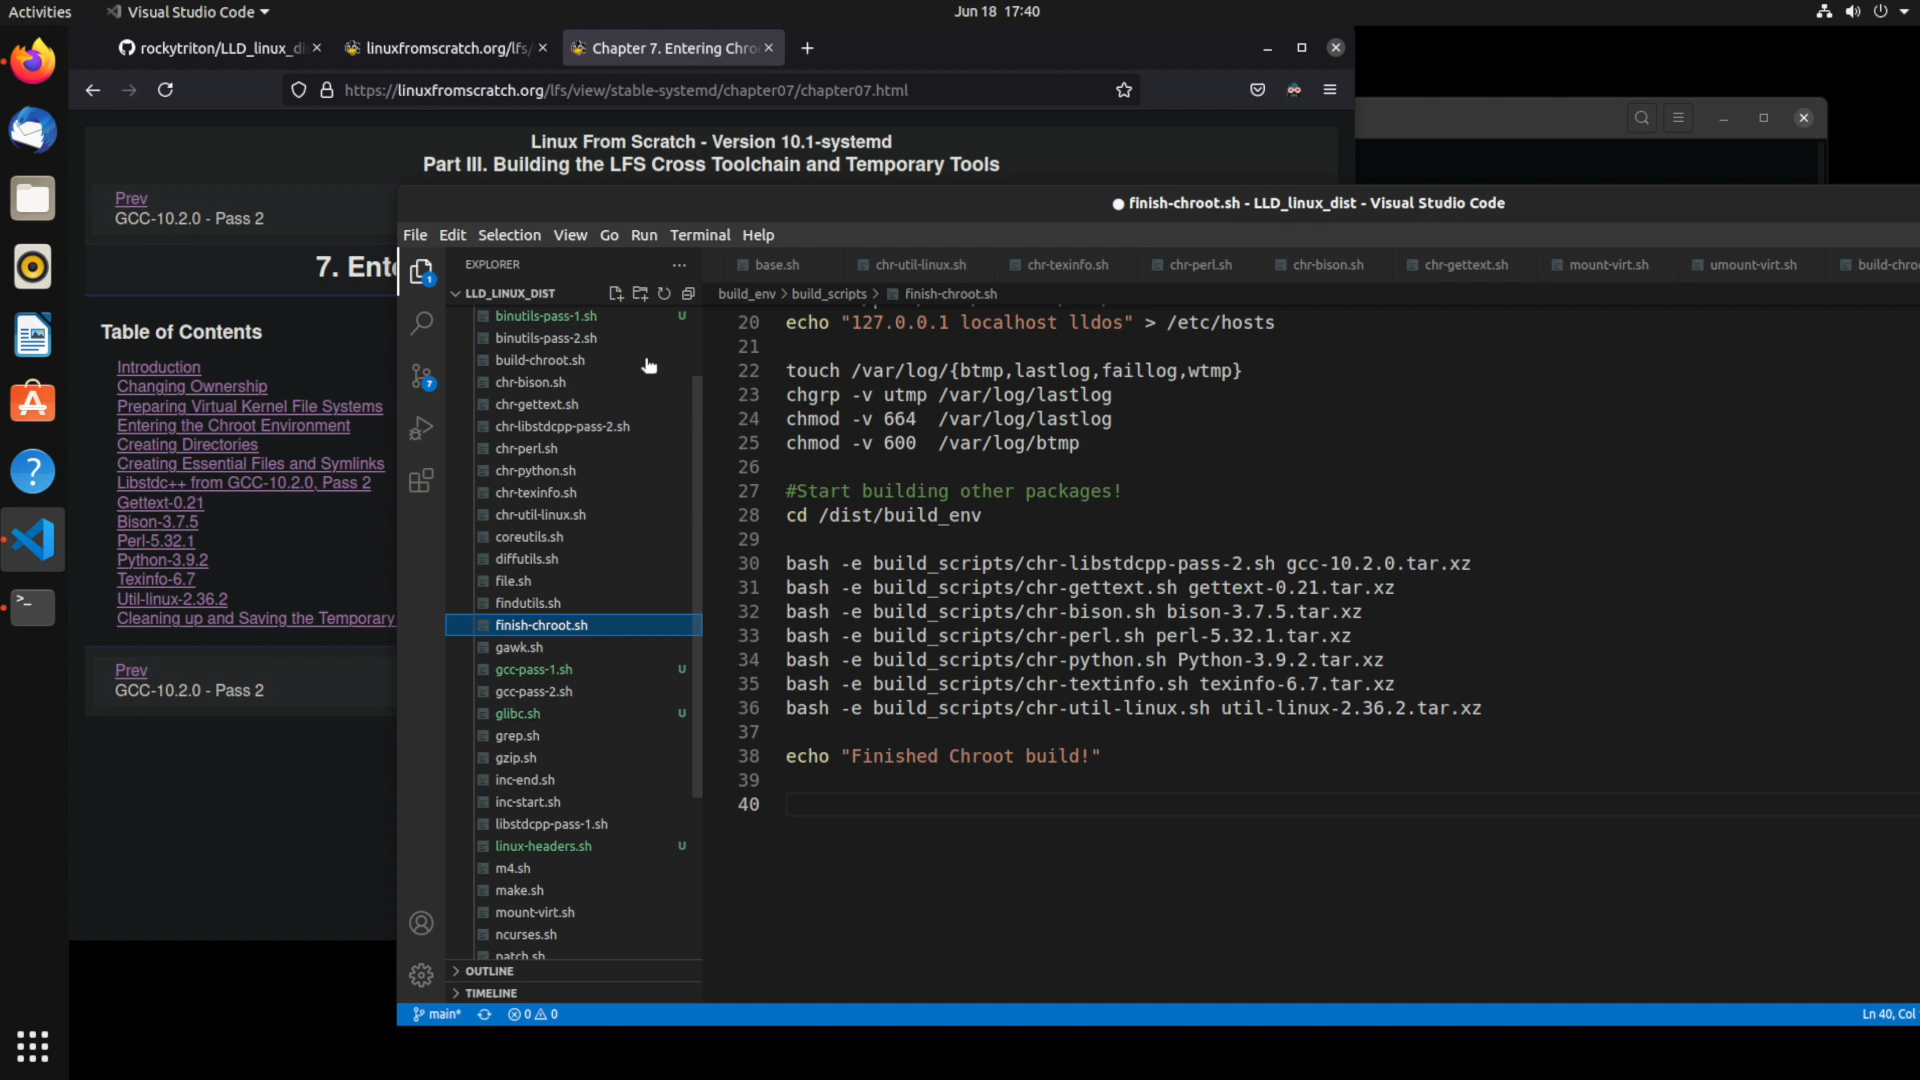 Activities
Visual Studio Code
Jun 18 17:40
rockytriton/LLD_linux_di
linuxfromscratch.org/lfs/
Chapter 7. Entering Chro
https://linuxfromscratch.org/lfs/view/stable-systemd/chapter07/chapter07.html
Linux From Scratch - Version 10.1-systemd
Part III. Building the LFS Cross Toolchain and Temporary Tools
Prev
GCC-10.2.0 - Pass 2
7. Ente
Table of Contents
Introduction
Changing Ownership
Preparing Virtual Kernel File Systems
Entering the Chroot Environment
Creating Directories
Creating Essential Files and Symlinks
Libstdc++ from GCC-10.2.0, Pass 2
Gettext-0.21
Bison-3.7.5
Perl-5.32.1
Python-3.9.2
Texinfo-6.7
Util-linux-2.36.2
Cleaning up and Saving the Temporary
Prev
GCC-10.2.0 - Pass 2
● finish-chroot.sh - LLD_linux_dist - Visual Studio Code
File Edit Selection View Go Run Terminal Help
1
7
EXPLORER
LLD_LINUX_DIST
binutils-pass-1.sh U
binutils-pass-2.sh
build-chroot.sh
chr-bison.sh
chr-gettext.sh
chr-libstdcpp-pass-2.sh
chr-perl.sh
chr-python.sh
chr-texinfo.sh
chr-util-linux.sh
coreutils.sh
diffutils.sh
file.sh
findutils.sh
finish-chroot.sh
gawk.sh
gcc-pass-1.sh U
gcc-pass-2.sh
glibc.sh U
grep.sh
gzip.sh
inc-end.sh
inc-start.sh
libstdcpp-pass-1.sh
linux-headers.sh U
m4.sh
make.sh
mount-virt.sh
ncurses.sh
patch.sh
OUTLINE
TIMELINE
base.sh chr-util-linux.sh chr-texinfo.sh chr-perl.sh chr-bison.sh chr-gettext.sh mount-virt.sh umount-virt.sh build-chroo
build_env > build_scripts > finish-chroot.sh
20 echo "127.0.0.1 localhost lldos" > /etc/hosts
21
22 touch /var/log/{btmp,lastlog,faillog,wtmp}
23 chgrp -v utmp /var/log/lastlog
24 chmod -v 664  /var/log/lastlog
25 chmod -v 600  /var/log/btmp
26
27 #Start building other packages!
28 cd /dist/build_env
29
30 bash -e build_scripts/chr-libstdcpp-pass-2.sh gcc-10.2.0.tar.xz
31 bash -e build_scripts/chr-gettext.sh gettext-0.21.tar.xz
32 bash -e build_scripts/chr-bison.sh bison-3.7.5.tar.xz
33 bash -e build_scripts/chr-perl.sh perl-5.32.1.tar.xz
34 bash -e build_scripts/chr-python.sh Python-3.9.2.tar.xz
35 bash -e build_scripts/chr-textinfo.sh texinfo-6.7.tar.xz
36 bash -e build_scripts/chr-util-linux.sh util-linux-2.36.2.tar.xz
37
38 echo "Finished Chroot build!"
39
40
main* 0 0
Ln 40, Col